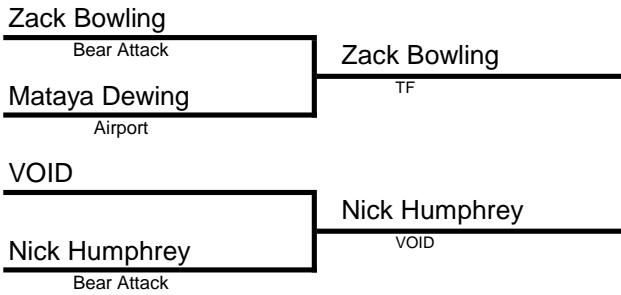 Zack Bowling
Bear Attack
Zack Bowling
TF
Mataya Dewing
Airport
VOID
Nick Humphrey
VOID
Nick Humphrey
Bear Attack